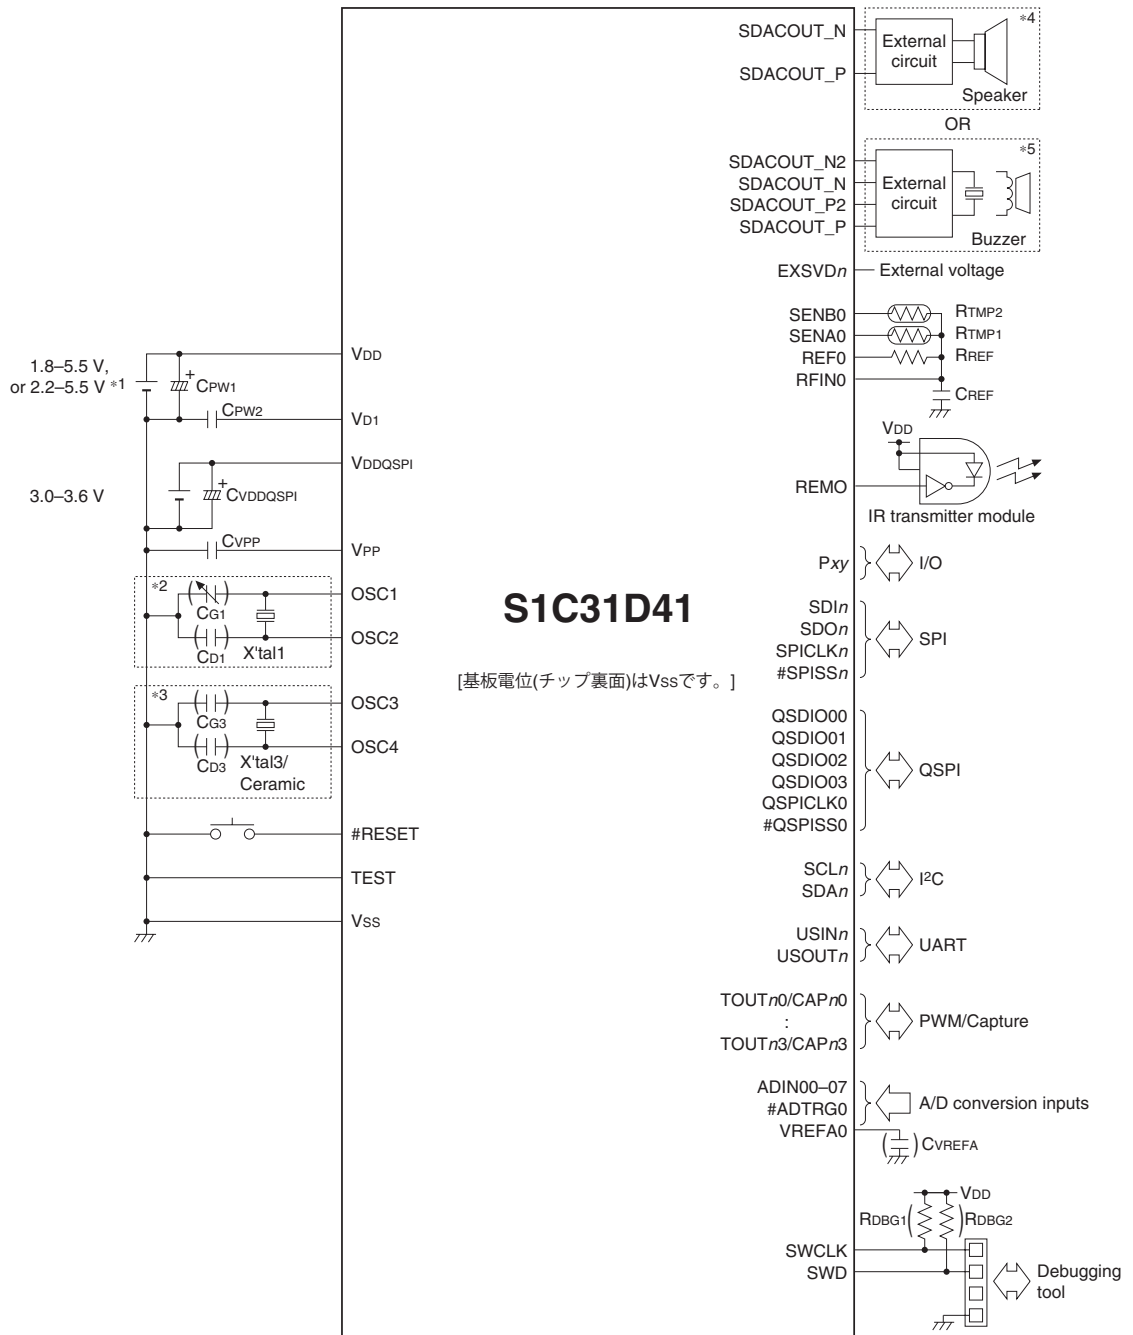 SDACOUT_N
SDACOUT_P
External
circuit
*4
Speaker
OR
SDACOUT_N2
SDACOUT_N
SDACOUT_P2
SDACOUT_P
External
circuit
*5
Buzzer
EXSVDn
External voltage
SENB0
RTMP2
SENA0
RTMP1
REF0
RREF
RFIN0
CREF
1.8–5.5 V,
or 2.2–5.5 V *1
+
CPW1
VDD
CPW2
VD1
VDD
REMO
IR transmitter module
3.0–3.6 V
+
CVDDQSPI
VDDQSPI
CVPP
VPP
Pxy
I/O
*2
CG1
CD1
X'tal1
OSC1
OSC2
S1C31D41
[基板電位(チップ裏面)はVssです。]
SDIn
SDOn
SPICLKn
#SPISSn
SPI
*3
CG3
CD3
X'tal3/
Ceramic
OSC3
OSC4
QSDIO00
QSDIO01
QSDIO02
QSDIO03
QSPICLK0
#QSPISS0
QSPI
#RESET
TEST
VSS
SCLn
SDAn
I²C
USINn
USOUTn
UART
TOUTn0/CAPn0
:
TOUTn3/CAPn3
PWM/Capture
ADIN00–07
#ADTRG0
A/D conversion inputs
VREFA0
CVREFA
VDD
RDBG1
RDBG2
SWCLK
SWD
Debugging
tool